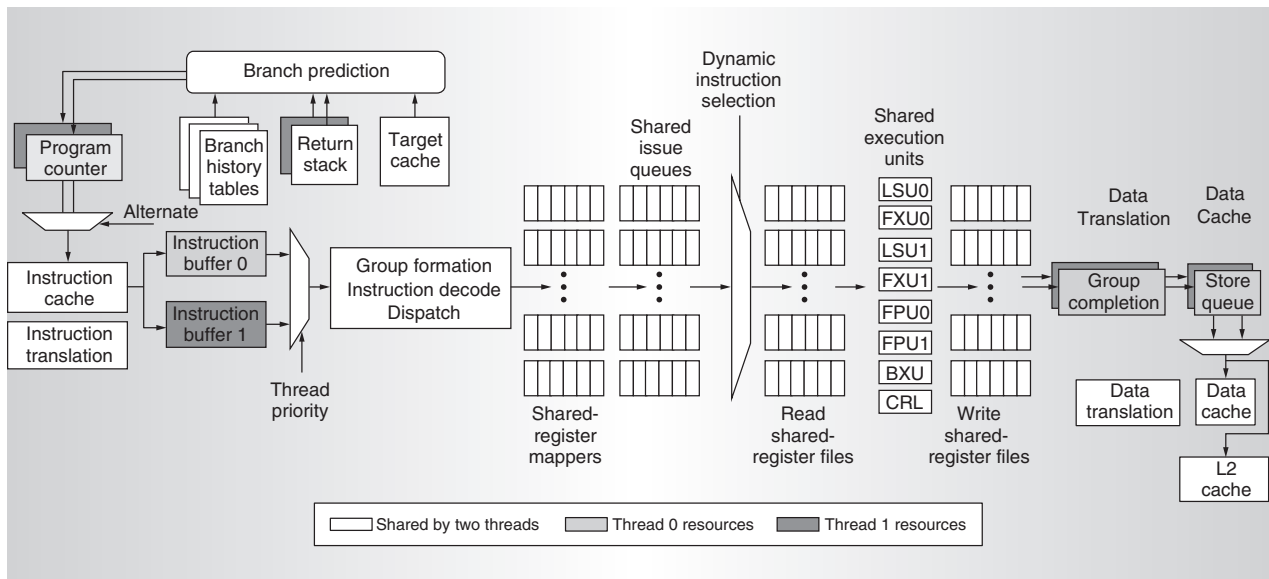 Branch prediction
Program
counter
Branch
history
tables
Return
stack
Target
cache
Alternate
Instruction
cache
Instruction
translation
Instruction
buffer 0
Instruction
buffer 1
Thread
priority
Group formation
Instruction decode
Dispatch
Shared-
register
mappers
Shared
issue
queues
Dynamic
instruction
selection
Read
shared-
register files
Shared
execution
units
LSU0
FXU0
LSU1
FXU1
FPU0
FPU1
BXU
CRL
Write
shared-
register files
Data
Translation
Data
Cache
Group
completion
Store
queue
Data
translation
Data
cache
L2
cache
Shared by two threads
Thread 0 resources
Thread 1 resources